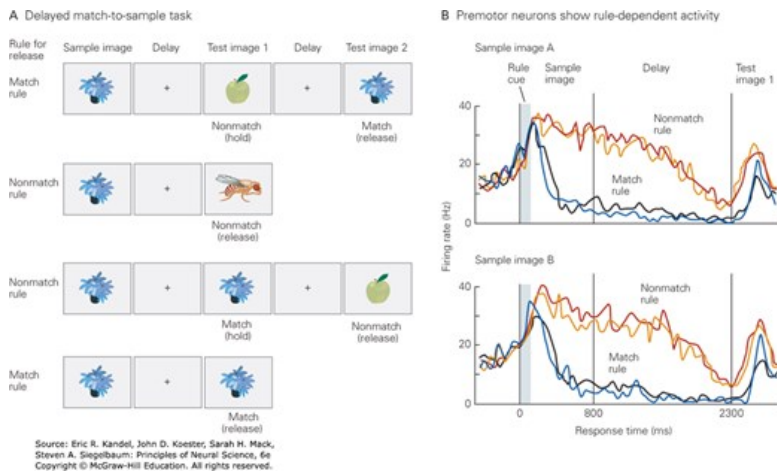 A Delayed match-to-sample task
Rule for release
Sample image
Delay
Test image 1
Delay
Test image 2
Match rule
+
+
Nonmatch (hold)
Match (release)
Nonmatch rule
+
Nonmatch (release)
Nonmatch rule
+
+
Match (hold)
Nonmatch (release)
Match rule
+
Match (release)
Source: Eric R. Kandel, John D. Koester, Sarah H. Mack,
Steven A. Siegelbaum: Principles of Neural Science, 6e
Copyright © McGraw-Hill Education. All rights reserved.
B Premotor neurons show rule-dependent activity
Sample image A
Rule cue
Sample image
Delay
Test image 1
40
20
0
Nonmatch rule
Match rule
Firing rate (Hz)
Sample image B
40
20
0
Nonmatch rule
Match rule
0
800
2300
Response time (ms)